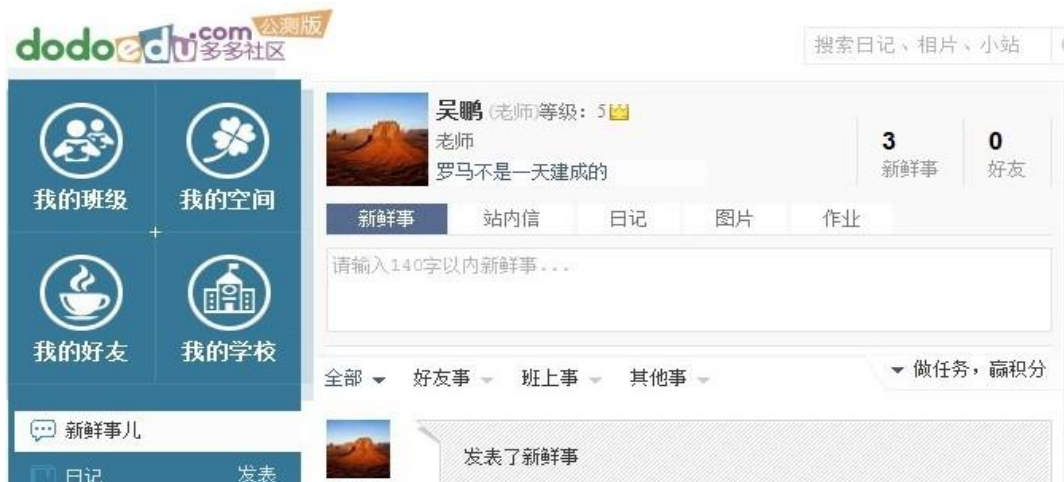 dodoedu.com 公测版
多多社区
搜索日记、相片、小站
我的班级
我的空间
我的好友
我的学校
新鲜事儿
日记 发表
吴鹏 (老师)等级：5
老师
罗马不是一天建成的
3
新鲜事
0
好友
新鲜事 站内信 日记 图片 作业
请输入140字以内新鲜事...
全部 好友事 班上事 其他事
做任务，赢积分
发表了新鲜事